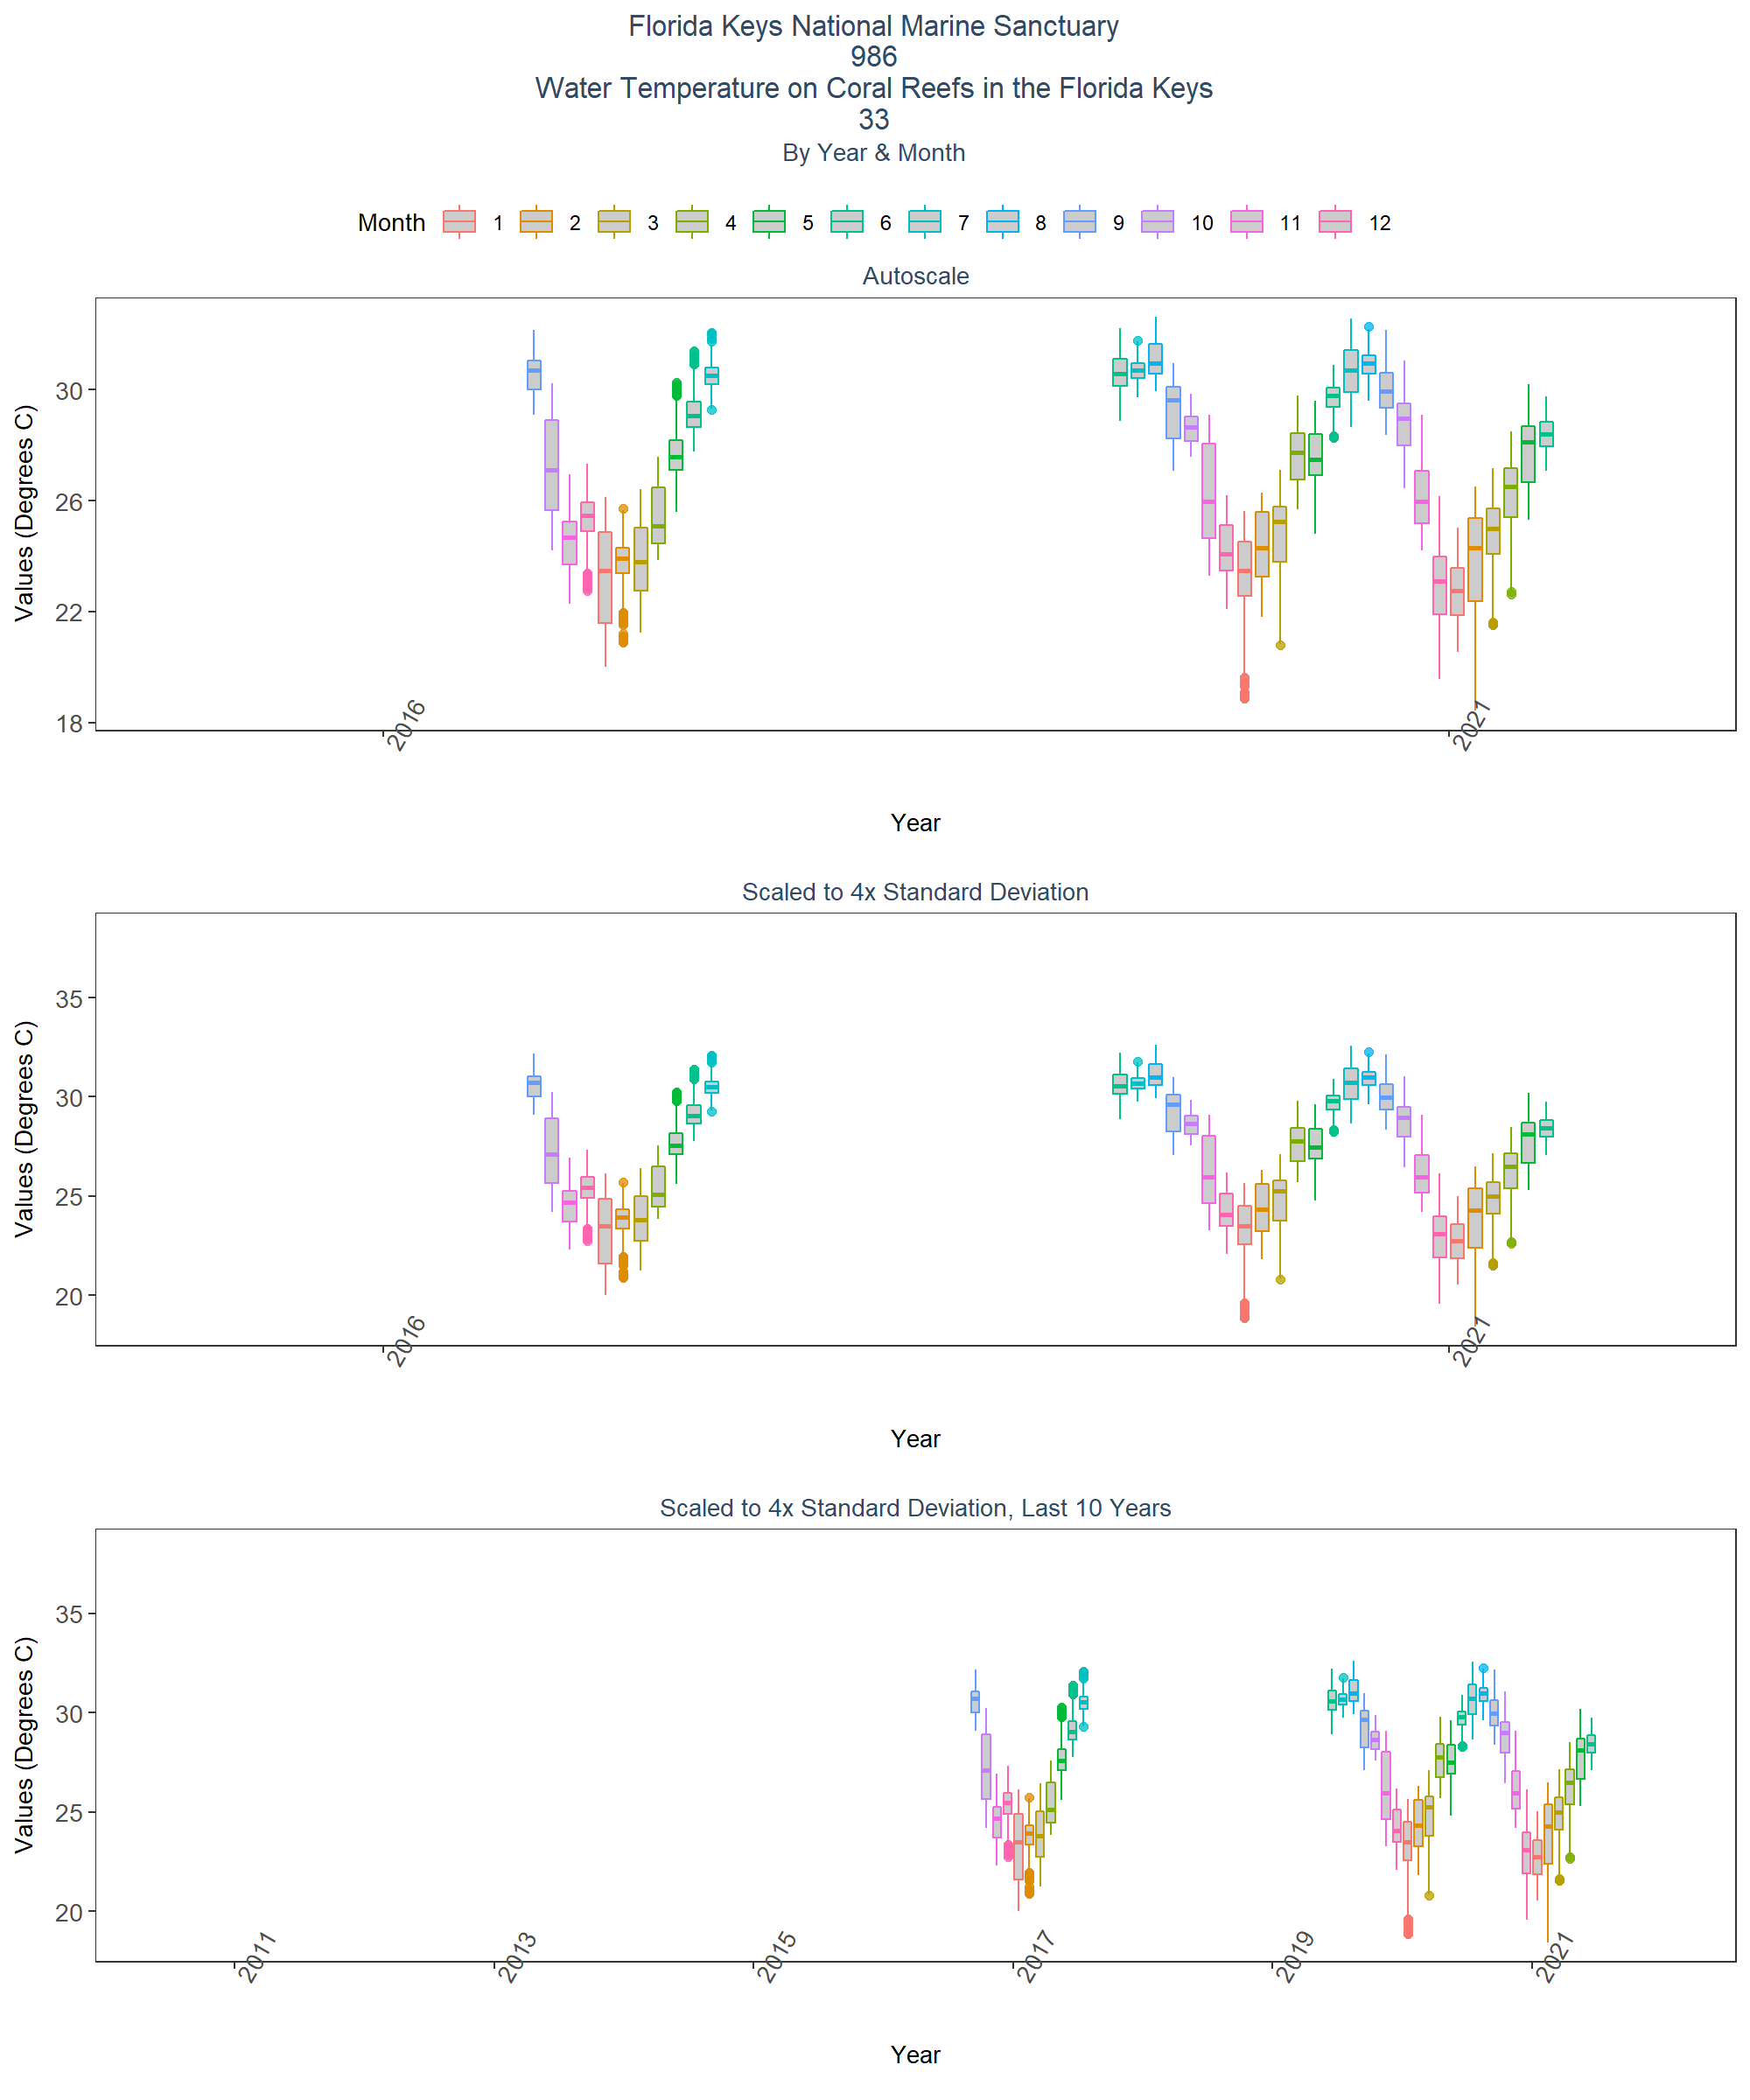 Florida Keys National Marine Sanctuary
986
Water Temperature on Coral Reefs in the Florida Keys
33
By Year & Month
Month 1 2 3 4 5 6 7 8 9 10 11 12
Autoscale
Values (Degrees C)
30
26
22
18
2016 2021
Year
Scaled to 4x Standard Deviation
Values (Degrees C)
35
30
25
20
2016 2021
Year
Scaled to 4x Standard Deviation, Last 10 Years
Values (Degrees C)
35
30
25
20
2011 2013 2015 2017 2019 2021
Year